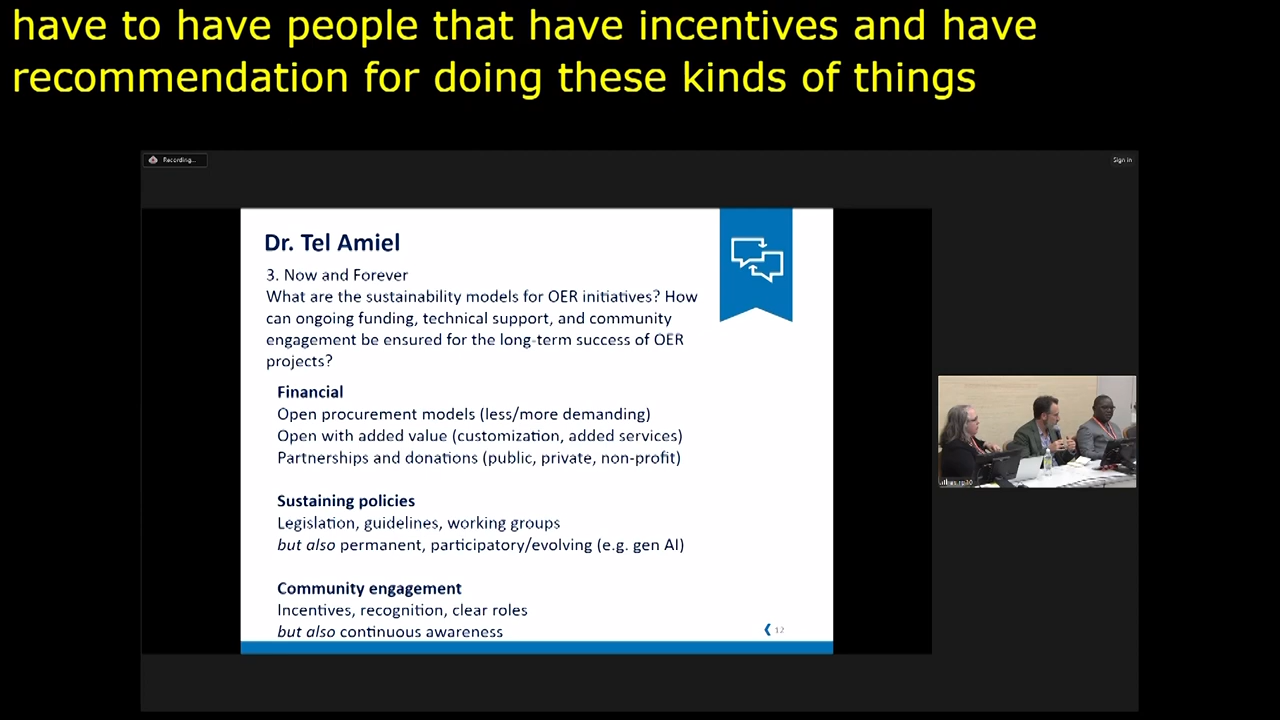 have to have people that have incentives and have
recommendation for doing these kinds of things
Recording...
Sign in
Dr. Tel Amiel
3. Now and Forever
What are the sustainability models for OER initiatives? How
can ongoing funding, technical support, and community
engagement be ensured for the long-term success of OER
projects?
Financial
Open procurement models (less/more demanding)
Open with added value (customization, added services)
Partnerships and donations (public, private, non-profit)
Sustaining policies
Legislation, guidelines, working groups
but also permanent, participatory/evolving (e.g. gen AI)
Community engagement
Incentives, recognition, clear roles
but also continuous awareness
12